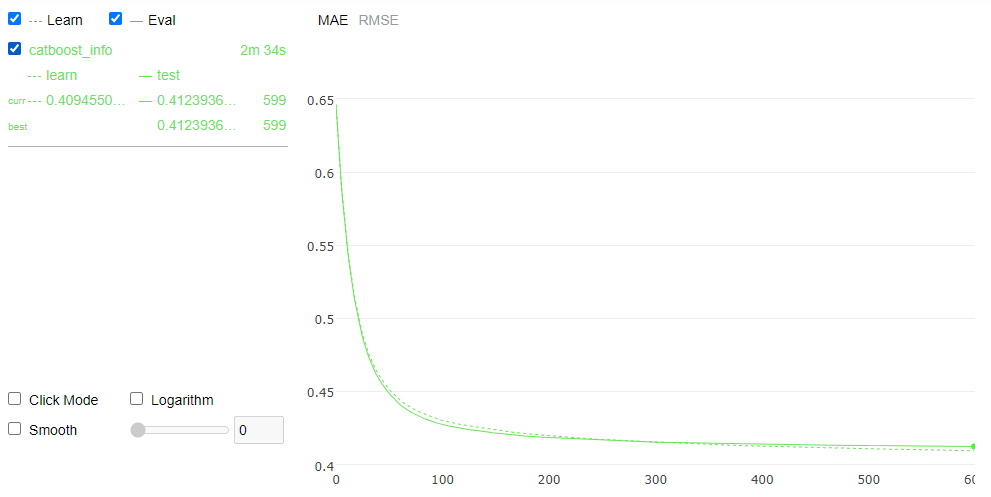 --- Learn — Eval
catboost_info 2m 34s
--- learn — test
curr --- 0.4094550... — 0.4123936... 599
best 0.4123936... 599
Click Mode Logarithm
Smooth 0
MAE RMSE
0.65
0.6
0.55
0.5
0.45
0.4
0 100 200 300 400 500